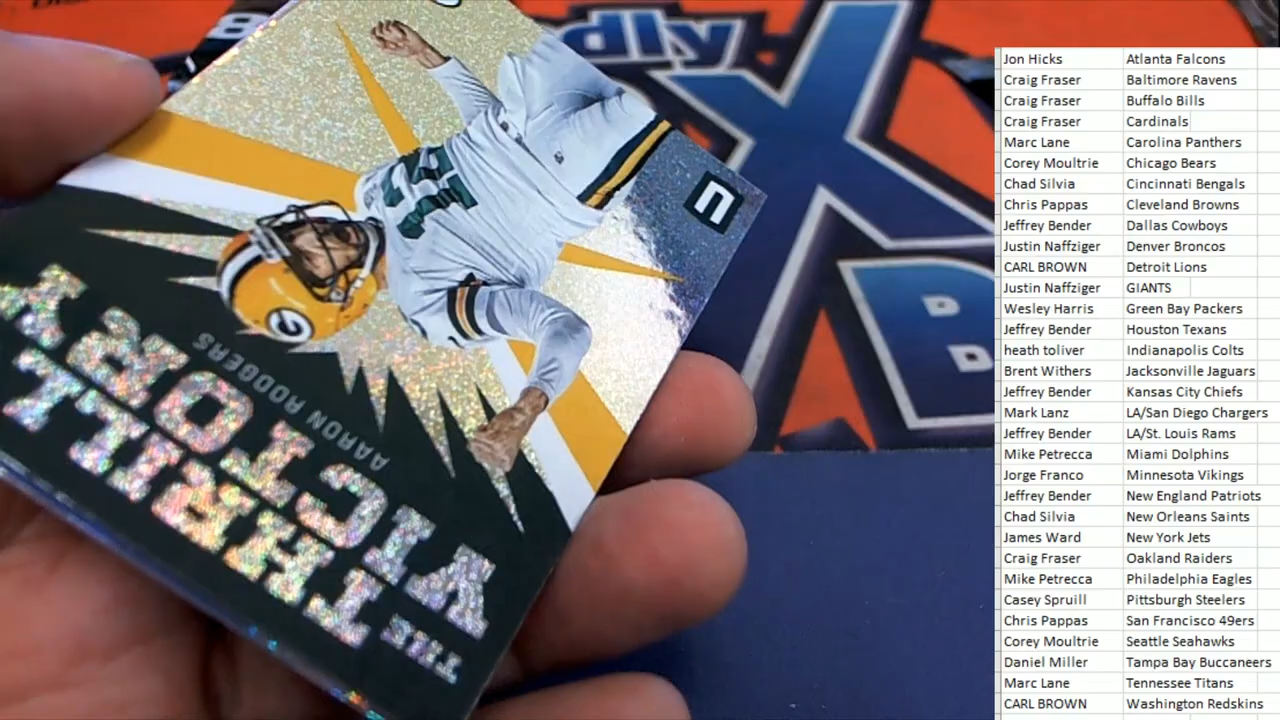 THE
THRILL
VICTORY
AARON RODGERS
12
G
8
dly
X
B
Jon Hicks Atlanta Falcons
Craig Fraser Baltimore Ravens
Craig Fraser Buffalo Bills
Craig Fraser Cardinals
Marc Lane Carolina Panthers
Corey Moultrie Chicago Bears
Chad Silvia Cincinnati Bengals
Chris Pappas Cleveland Browns
Jeffrey Bender Dallas Cowboys
Justin Naffziger Denver Broncos
CARL BROWN Detroit Lions
Justin Naffziger GIANTS
Wesley Harris Green Bay Packers
Jeffrey Bender Houston Texans
heath toliver Indianapolis Colts
Brent Withers Jacksonville Jaguars
Jeffrey Bender Kansas City Chiefs
Mark Lanz LA/San Diego Chargers
Jeffrey Bender LA/St. Louis Rams
Mike Petrecca Miami Dolphins
Jorge Franco Minnesota Vikings
Jeffrey Bender New England Patriots
Chad Silvia New Orleans Saints
James Ward New York Jets
Craig Fraser Oakland Raiders
Mike Petrecca Philadelphia Eagles
Casey Spruill Pittsburgh Steelers
Chris Pappas San Francisco 49ers
Corey Moultrie Seattle Seahawks
Daniel Miller Tampa Bay Buccaneers
Marc Lane Tennessee Titans
CARL BROWN Washington Redskins